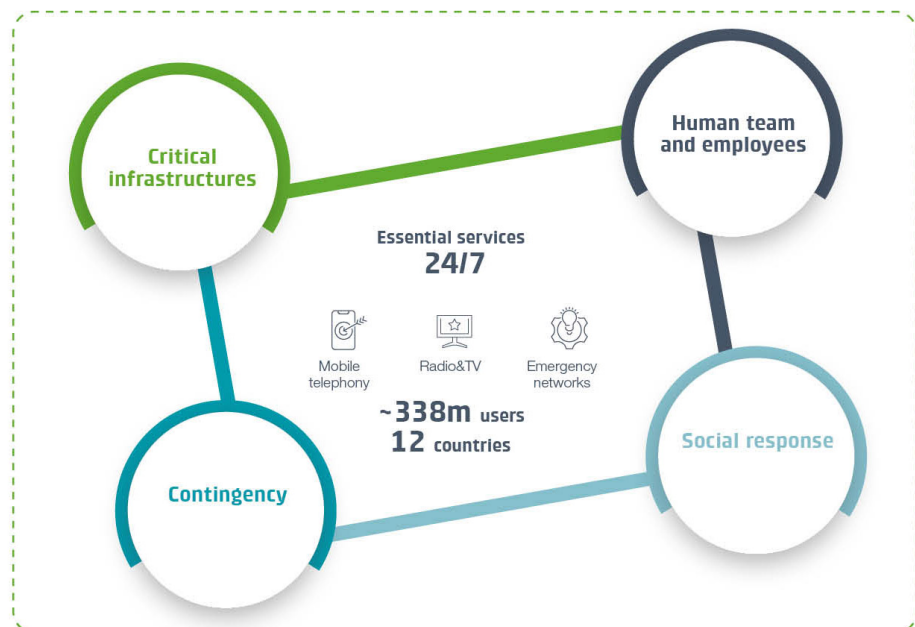 Critical
infrastructures
Human team
and employees
Essential services
24/7
Mobile
telephony
Radio&TV
Emergency
networks
~338m users
12 countries
Contingency
Social response